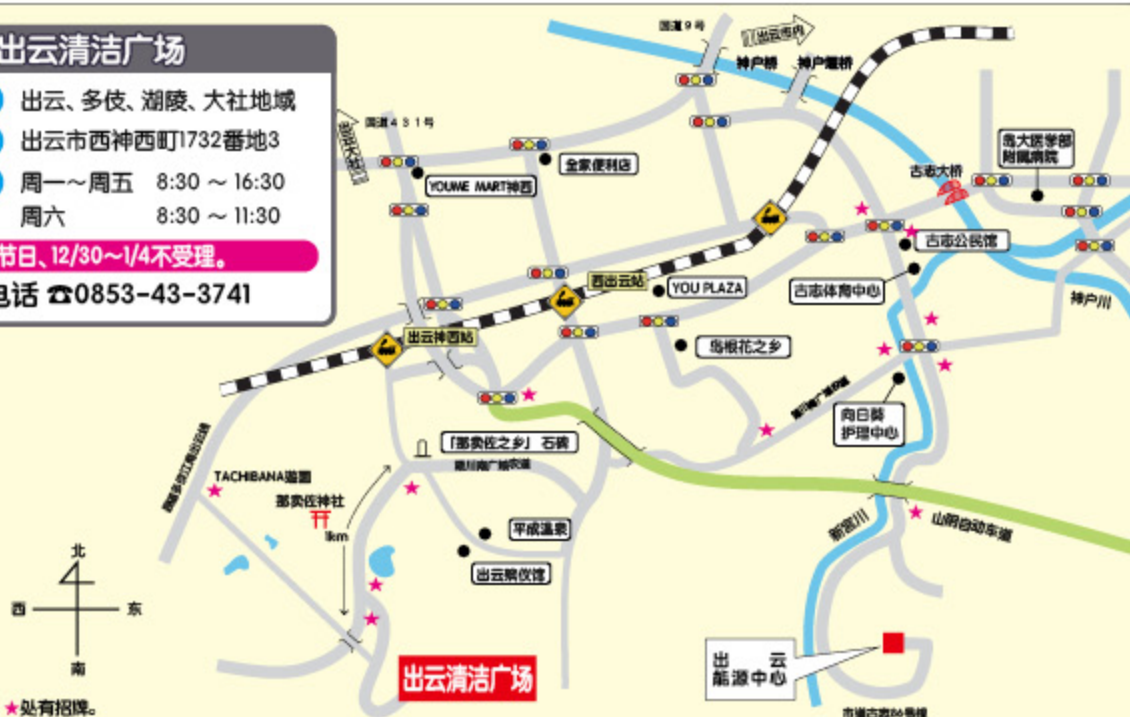 出云清洁广场
出云、多伎、湖陵、大社地域
出云市西神西町1732番地3
周一～周五 8:30 ～ 16:30
周六 8:30 ～ 11:30
节日、12/30～1/4不受理。
电话 ☎0853-43-3741
国道9号
出云市内
神户桥
神户堰桥
国道431号
全家便利店
YOUME MART神西
岛大医学部
附属病院
古志大桥
古志公民馆
古志体育中心
神户川
西出云站
YOU PLAZA
出云神西站
岛根花之乡
向日葵
护理中心
「那卖佐之乡」石碑
TACHIBANA游园
那卖佐神社
1km
平成温泉
出云殡仪馆
新宫川
山阴自动车道
北
西
东
南
出云清洁广场
出云
能源中心
★处有招牌。